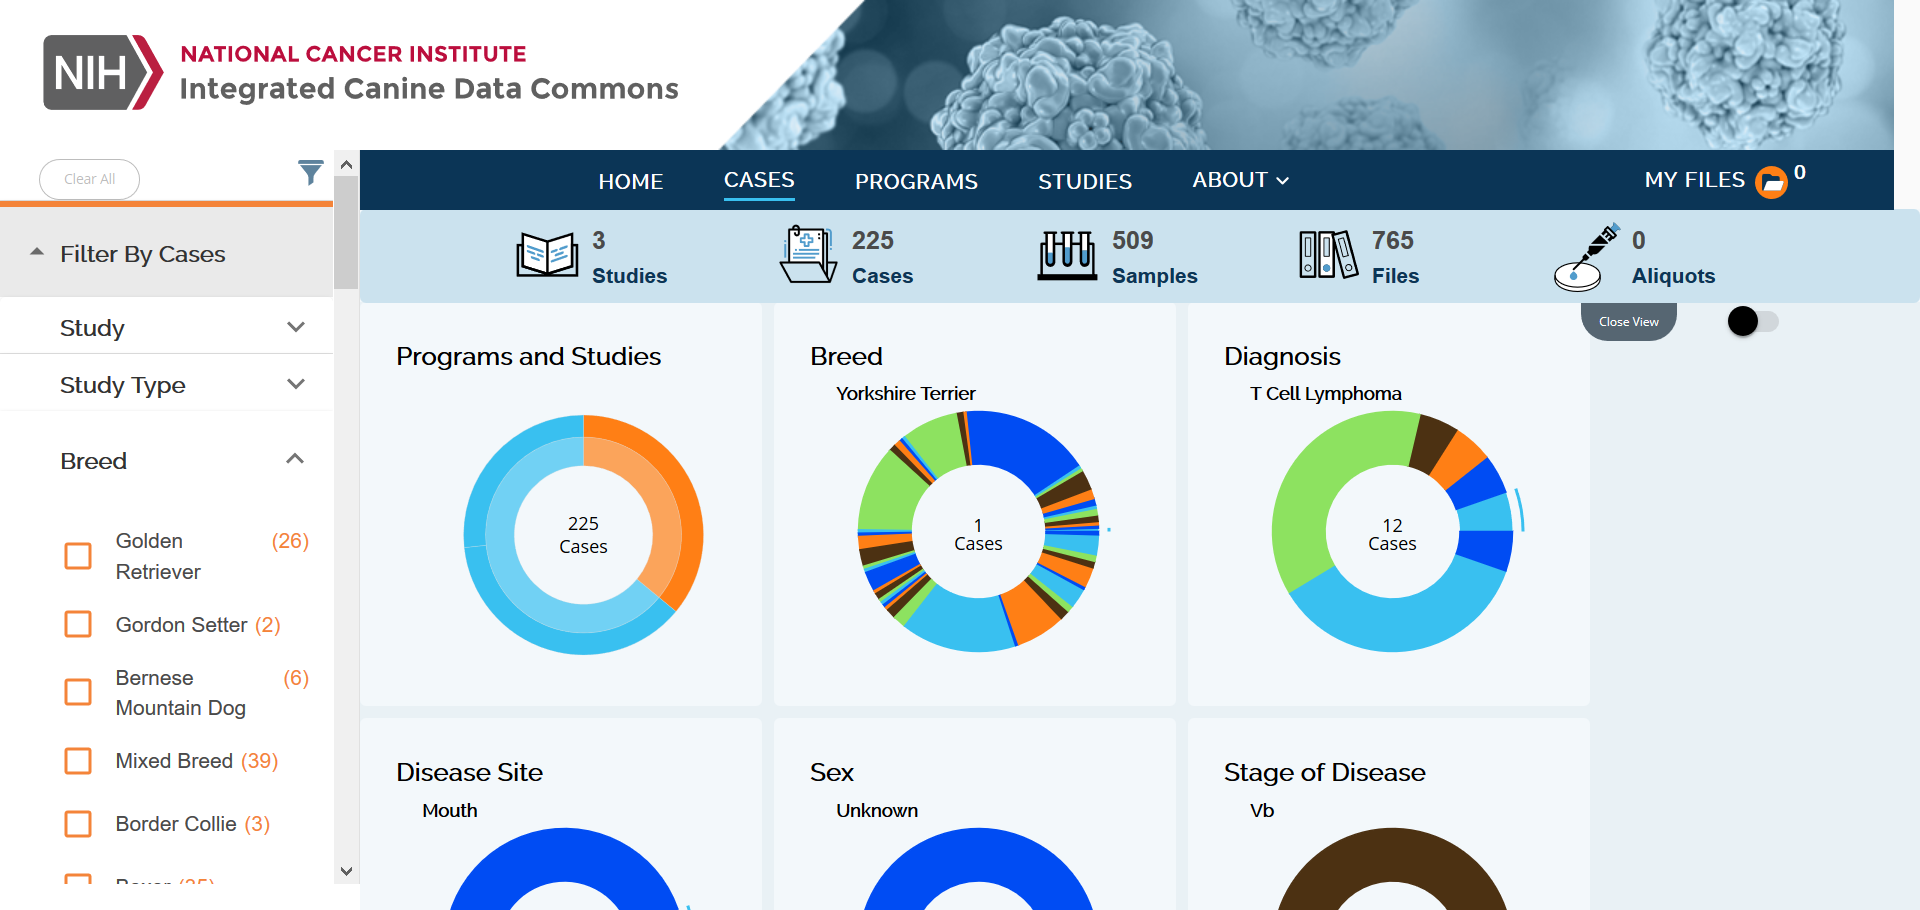 NIH
NATIONAL CANCER INSTITUTE
Integrated Canine Data Commons
Clear All
HOME
CASES
PROGRAMS
STUDIES
ABOUT
MY FILES 0
3
Studies
225
Cases
509
Samples
765
Files
0
Aliquots
Filter By Cases
Study
Study Type
Breed
Golden
Retriever
(26)
Gordon Setter (2)
Bernese
Mountain Dog
(6)
Mixed Breed (39)
Border Collie (3)
Close View
Programs and Studies
225
Cases
Breed
Yorkshire Terrier
1
Cases
Diagnosis
T Cell Lymphoma
12
Cases
Disease Site
Mouth
Sex
Unknown
Stage of Disease
Vb